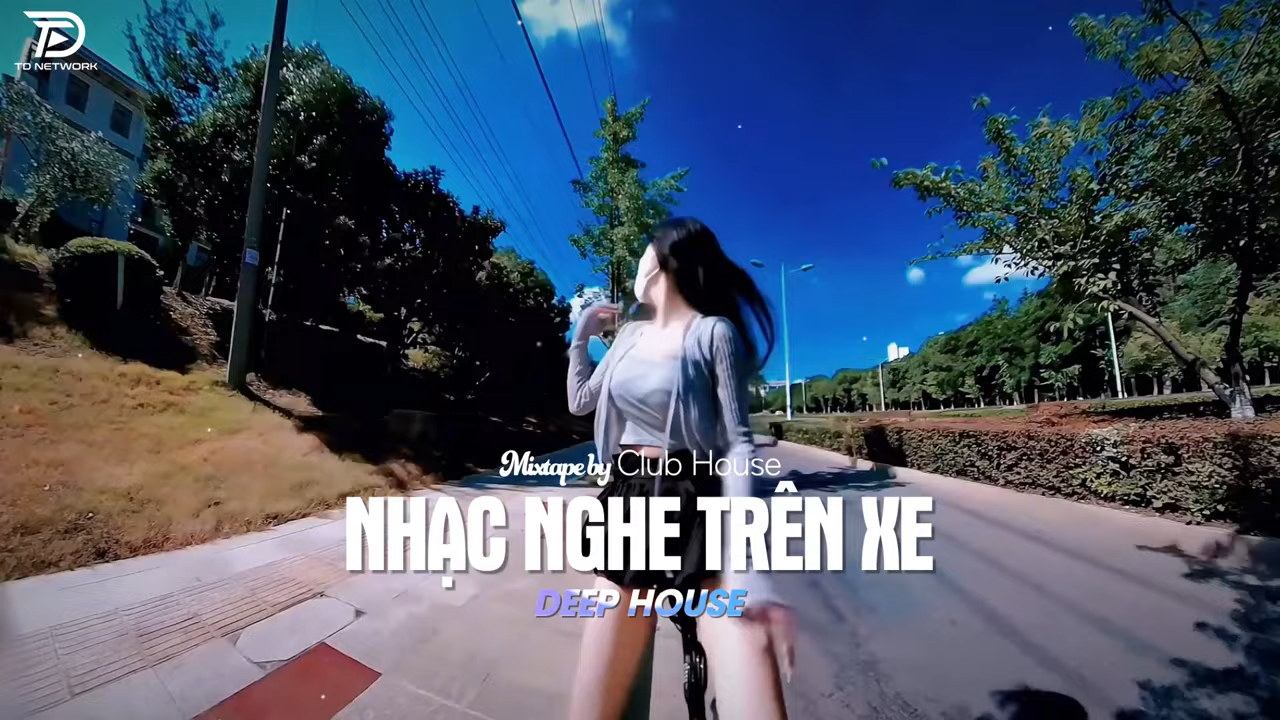 TD NETWORK
Mixtape by Club House
NHẠC NGHE TRÊN XE
DEEP HOUSE